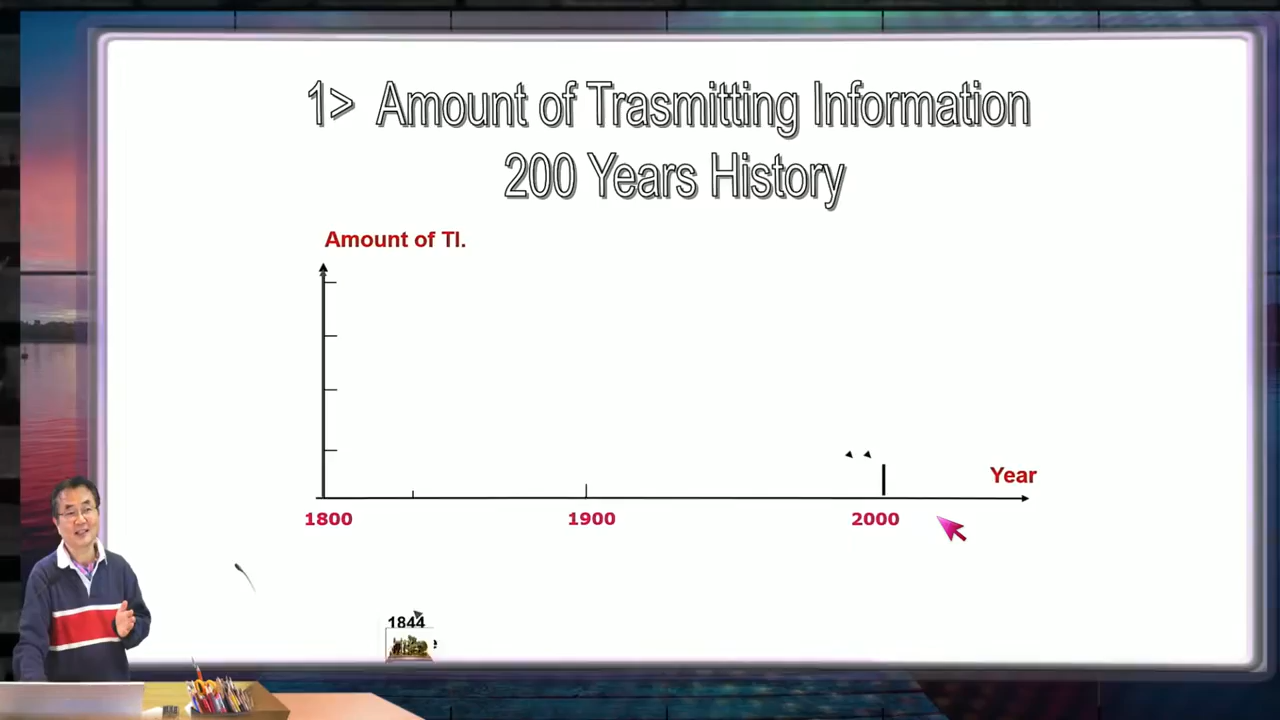 1> Amount of Trasmitting Information
200 Years History
Amount of TI.
Year
1800
1900
2000
1844
e